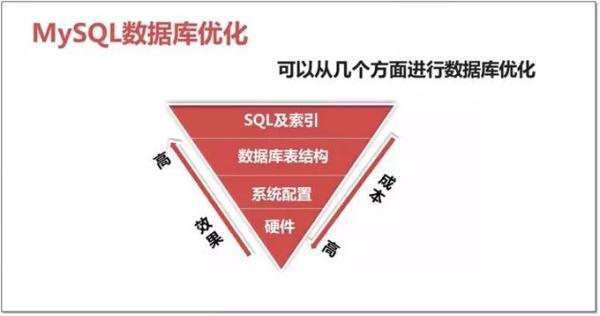 MySQL数据库优化
可以从几个方面进行数据库优化
SQL及索引
数据库表结构
系统配置
硬件
高
效果
成本
高